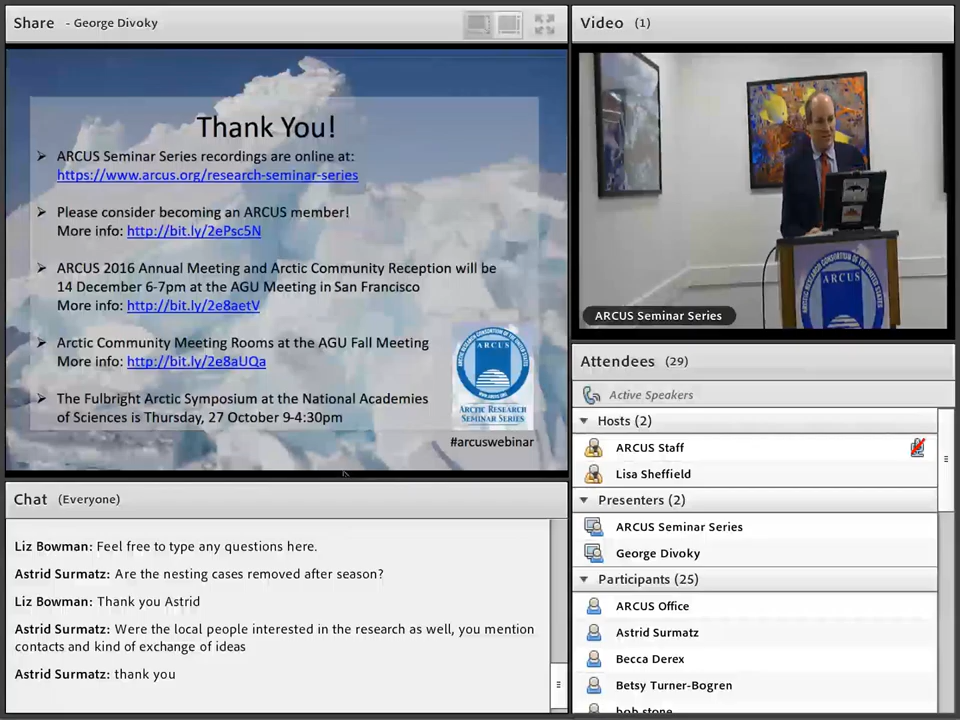 Share - George Divoky
Thank You!
ARCUS Seminar Series recordings are online at:
https://www.arcus.org/research-seminar-series
Please consider becoming an ARCUS member!
More info: http://bit.ly/2ePsc5N
ARCUS 2016 Annual Meeting and Arctic Community Reception will be
14 December 6-7pm at the AGU Meeting in San Francisco
More info: http://bit.ly/2e8aetV
Arctic Community Meeting Rooms at the AGU Fall Meeting
More info: http://bit.ly/2e8aUQa
The Fulbright Arctic Symposium at the National Academies
of Sciences is Thursday, 27 October 9-4:30pm
ARCUS
ARCTIC RESEARCH
SEMINAR SERIES
#arcuswebinar
Chat (Everyone)
Liz Bowman: Feel free to type any questions here.
Astrid Surmatz: Are the nesting cases removed after season?
Liz Bowman: Thank you Astrid
Astrid Surmatz: Were the local people interested in the research as well, you mention
contacts and kind of exchange of ideas
Astrid Surmatz: thank you
Video (1)
ARCTIC RESEARCH CONSORTIUM OF THE UNITED STATES
ARCUS
ARCUS Seminar Series
Attendees (29)
Active Speakers
Hosts (2)
ARCUS Staff
Lisa Sheffield
Presenters (2)
ARCUS Seminar Series
George Divoky
Participants (25)
ARCUS Office
Astrid Surmatz
Becca Derex
Betsy Turner-Bogren
bob stone